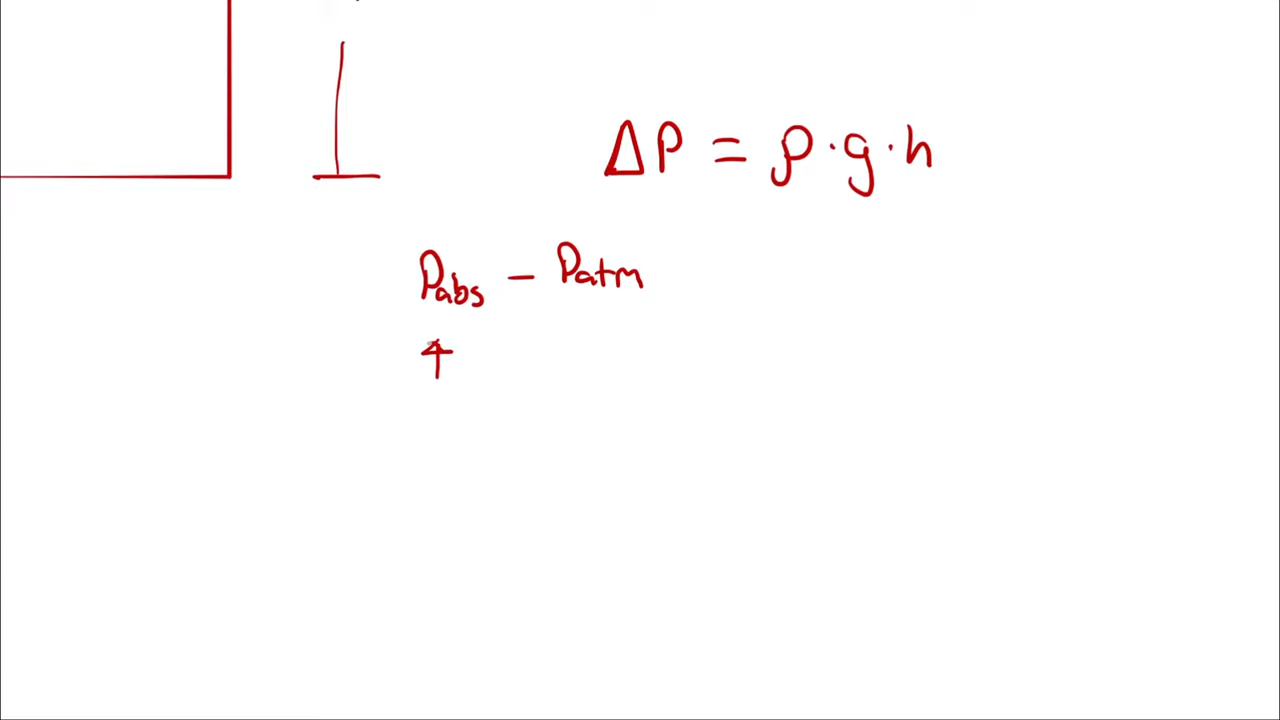 ΔP = ρ·g·h
Pabs - Patm